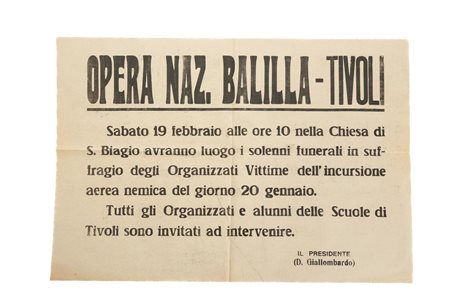 OPERA NAZ. BALILLA - TIVOLI
Sabato 19 febbraio alle ore 10 nella Chiesa di
S. Biagio avranno luogo i solenni funerali in suf-
fragio degli Organizzati Vittime dell'incursione
aerea nemica del giorno 20 gennaio.
Tutti gli Organizzati e alunni delle Scuole di
Tivoli sono invitati ad intervenire.
IL PRESIDENTE
(D. Giallombardo)